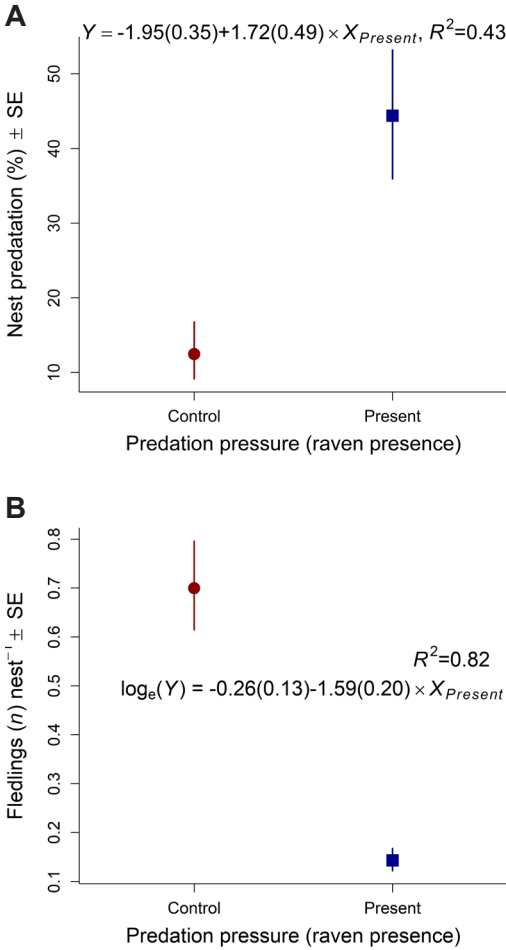 A
Y = -1.95(0.35)+1.72(0.49) × X_Present, R²=0.43
Nest predatation (%) ± SE
50
40
30
20
10
Control Present
Predation pressure (raven presence)
B
Fledlings (n) nest⁻¹ ± SE
0.8
0.7
0.6
0.5
0.4
0.3
0.2
0.1
R²=0.82
logₑ(Y) = -0.26(0.13)-1.59(0.20) × X_Present
Control Present
Predation pressure (raven presence)